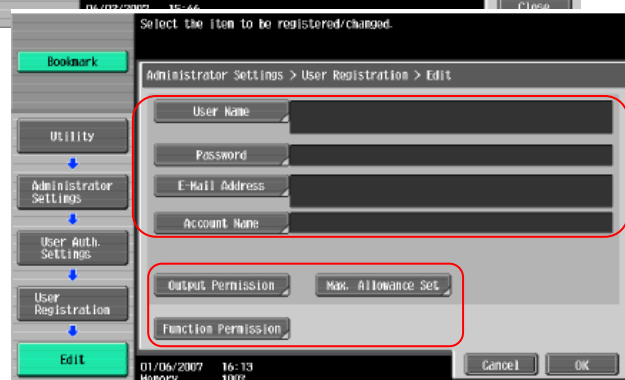 06/02/2007 15:46
Close
Select the item to be registered/changed.
Bookmark
Administrator Settings > User Registration > Edit
User Name
Utility
Password
Administrator
Settings
E-Mail Address
Account Name
User Auth.
Settings
Output Permission
Max. Allowance Set
User
Registration
Function Permission
Edit
01/06/2007 16:13
Memory 100%
Cancel
OK